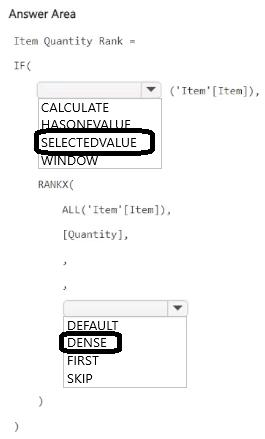 Answer Area
Item Quantity Rank =
IF(
('Item'[Item]),
CALCULATE
HASONEVALUE
SELECTEDVALUE
WINDOW
RANKX(
ALL('Item'[Item]),
[Quantity],
,
,
DEFAULT
DENSE
FIRST
SKIP
)
)